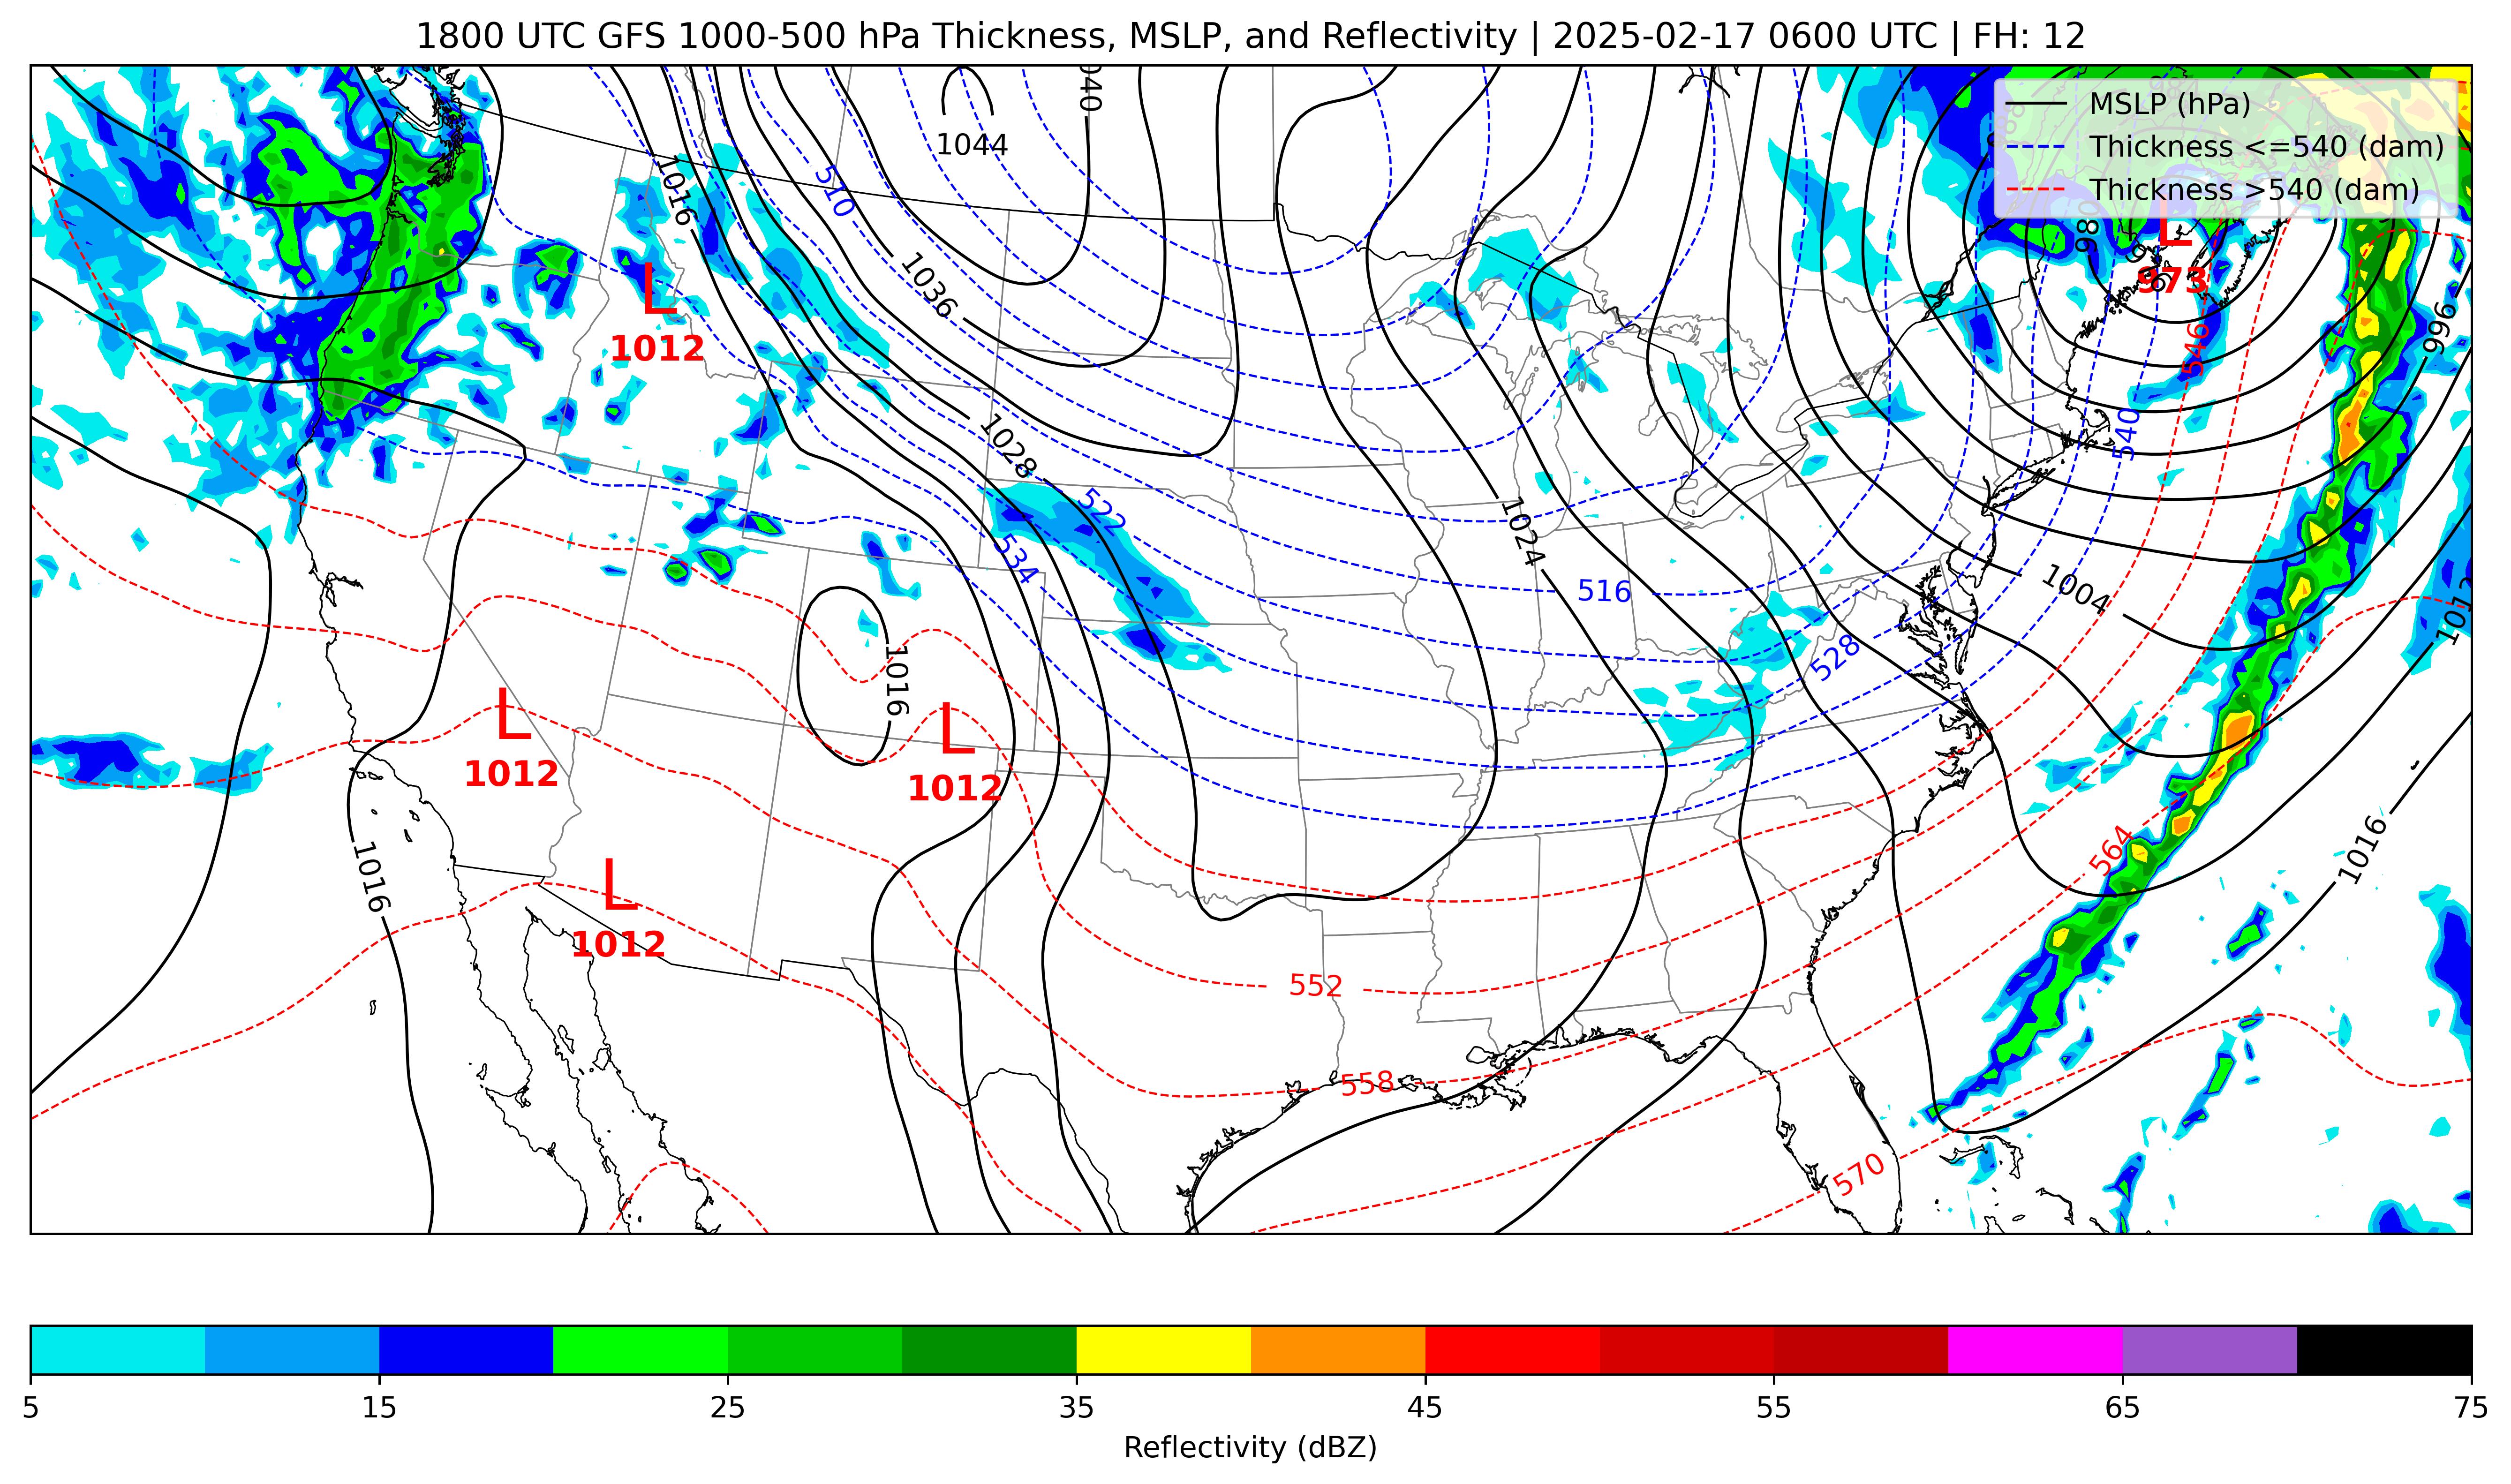 1800 UTC GFS 1000-500 hPa Thickness, MSLP, and Reflectivity | 2025-02-17 0600 UTC | FH: 12
MSLP (hPa)
Thickness <=540 (dam)
Thickness >540 (dam)
1044
1016
510
1036
L
1012
L
973
980
996
546
540
1028
522
534
1024
516
1004
1012
528
1016
L
1012
L
1012
1016
564
1016
L
1012
552
558
570
5 15 25 35 45 55 65 75
Reflectivity (dBZ)